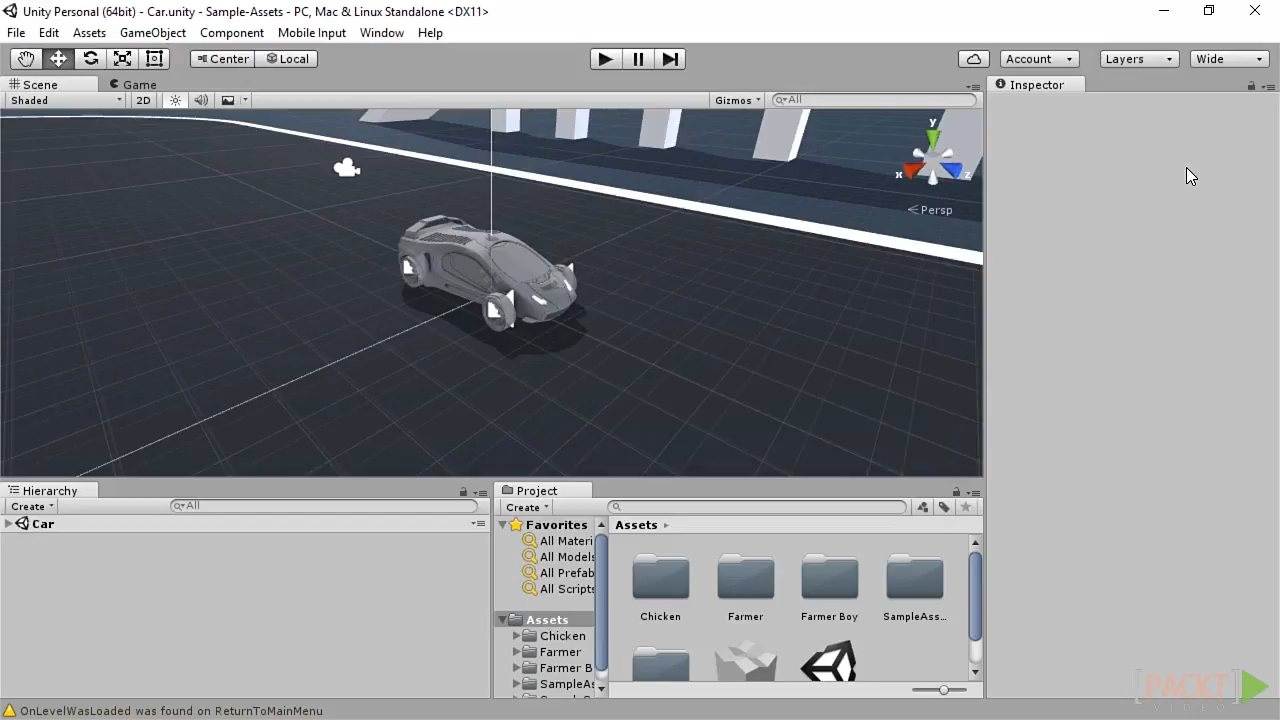 Unity Personal (64bit) - Car.unity - Sample-Assets - PC, Mac & Linux Standalone <DX11>
File Edit Assets GameObject Component Mobile Input Window Help
Center Local Account Layers Wide
Scene Game Inspector
Shaded 2D Gizmos All
y
x z
Persp
Hierarchy Project
Create All Create
Car
Favorites Assets
All Materi
All Models
All Prefab
All Scripts
Chicken Farmer Farmer Boy SampleAss...
Assets
Chicken
Farmer
Farmer B
SampleAs
OnLevelWasLoaded was found on ReturnToMainMenu
PACKT
VIDEO